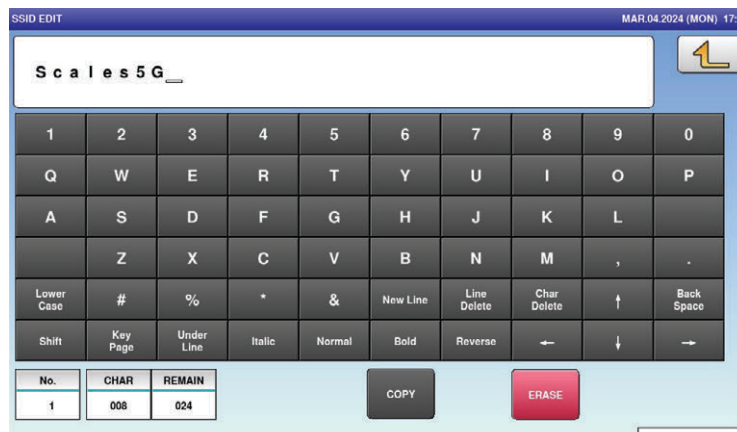 SSID EDIT MAR.04.2024 (MON) 17:
Scales5G_
1 2 3 4 5 6 7 8 9 0
Q W E R T Y U I O P
A S D F G H J K L
Z X C V B N M , .
Lower Case # % * & New Line Line Delete Char Delete ↑ Back Space
Shift Key Page Under Line Italic Normal Bold Reverse ← ↓ →
No. CHAR REMAIN
1 008 024
COPY ERASE